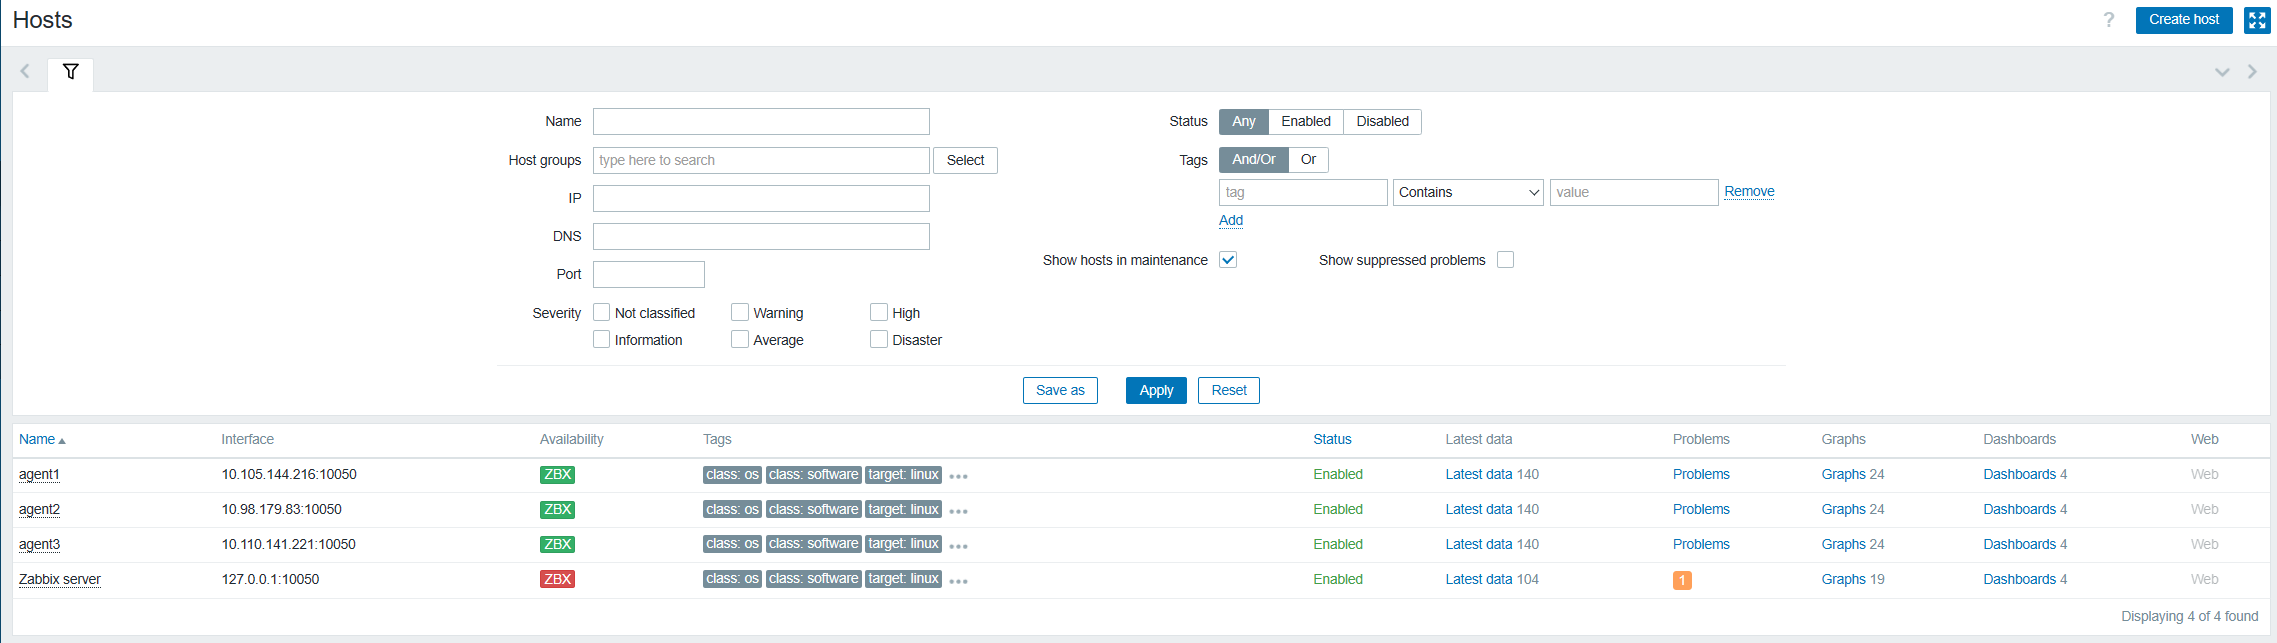 Hosts ? Create host
Name Status Any Enabled Disabled
Host groups type here to search Select Tags And/Or Or
IP tag Contains value Remove
DNS Add
Port Show hosts in maintenance Show suppressed problems
Severity Not classified Warning High
Information Average Disaster
Save as Apply Reset
Name Interface Availability Tags Status Latest data Problems Graphs Dashboards Web
agent1 10.105.144.216:10050 ZBX class: os class: software target: linux ••• Enabled Latest data 140 Problems Graphs 24 Dashboards 4 Web
agent2 10.98.179.83:10050 ZBX class: os class: software target: linux ••• Enabled Latest data 140 Problems Graphs 24 Dashboards 4 Web
agent3 10.110.141.221:10050 ZBX class: os class: software target: linux ••• Enabled Latest data 140 Problems Graphs 24 Dashboards 4 Web
Zabbix server 127.0.0.1:10050 ZBX class: os class: software target: linux ••• Enabled Latest data 104 1 Graphs 19 Dashboards 4 Web
Displaying 4 of 4 found